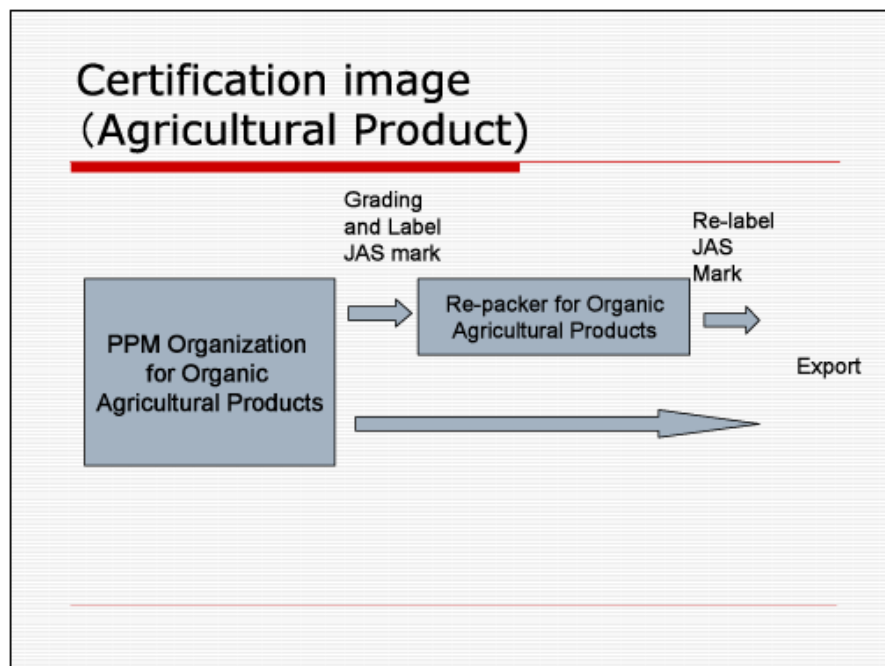 Certification image
（Agricultural Product)
Grading
and Label
JAS mark
Re-label
JAS
Mark
PPM Organization
for Organic
Agricultural Products
Re-packer for Organic
Agricultural Products
Export